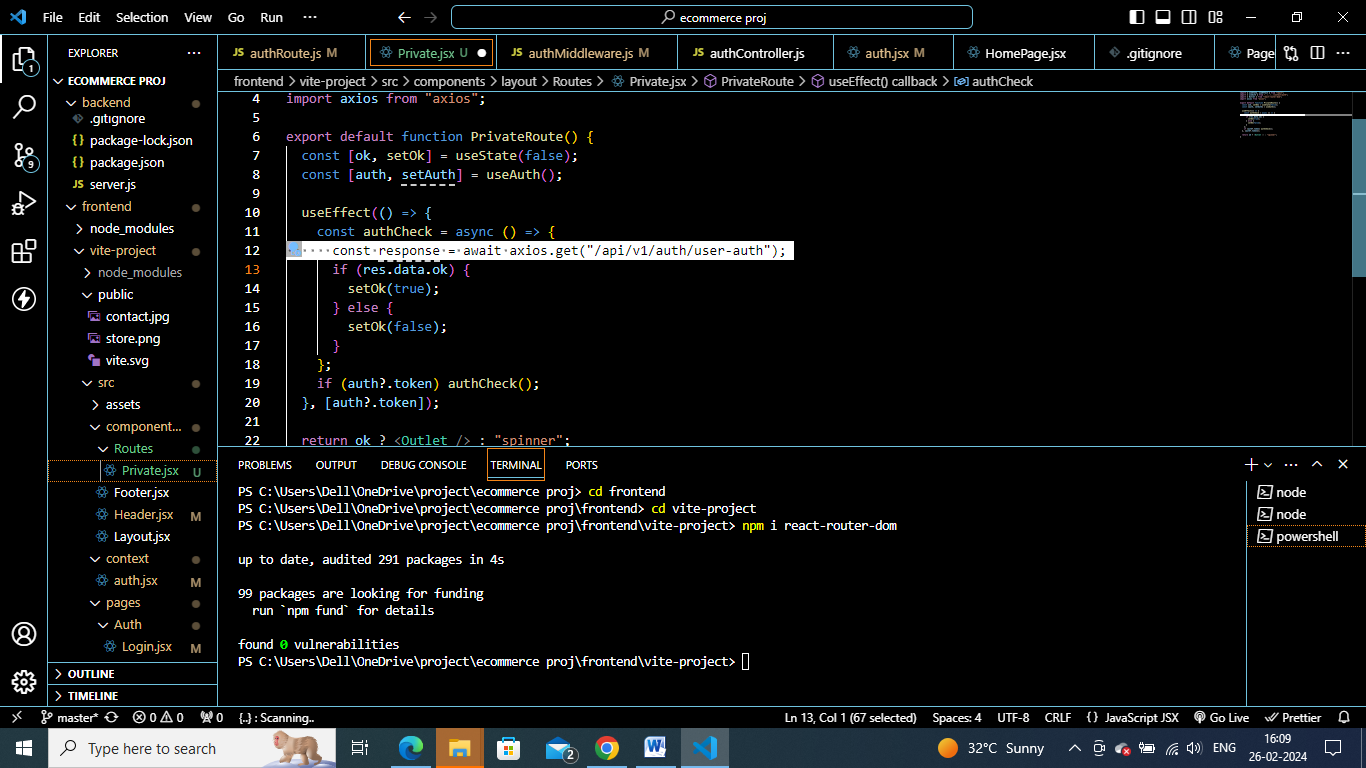 File Edit Selection View Go Run ··· ecommerce proj
EXPLORER ···
ECOMMERCE PROJ
backend
.gitignore
{ } package-lock.json
{ } package.json
JS server.js
frontend
node_modules
vite-project
node_modules
public
contact.jpg
store.png
vite.svg
src
assets
component...
Routes
Private.jsx U
Footer.jsx
Header.jsx M
Layout.jsx
context
auth.jsx M
pages
Auth
Login.jsx M
OUTLINE
TIMELINE
JS authRoute.js M Private.jsx U JS authMiddleware.js M JS authController.js auth.jsx M HomePage.jsx .gitignore Page
frontend > vite-project > src > components > layout > Routes > Private.jsx > PrivateRoute > useEffect() callback > authCheck
4 import axios from "axios";
5
6 export default function PrivateRoute() {
7 const [ok, setOk] = useState(false);
8 const [auth, setAuth] = useAuth();
9
10 useEffect(() => {
11 const authCheck = async () => {
12 const response = await axios.get("/api/v1/auth/user-auth");
13 if (res.data.ok) {
14 setOk(true);
15 } else {
16 setOk(false);
17 }
18 };
19 if (auth?.token) authCheck();
20 }, [auth?.token]);
21
22 return ok ? <Outlet /> : "spinner";
PROBLEMS OUTPUT DEBUG CONSOLE TERMINAL PORTS
PS C:\Users\Dell\OneDrive\project\ecommerce proj> cd frontend
PS C:\Users\Dell\OneDrive\project\ecommerce proj\frontend> cd vite-project
PS C:\Users\Dell\OneDrive\project\ecommerce proj\frontend\vite-project> npm i react-router-dom
up to date, audited 291 packages in 4s
99 packages are looking for funding
run `npm fund` for details
found 0 vulnerabilities
PS C:\Users\Dell\OneDrive\project\ecommerce proj\frontend\vite-project>
node
node
powershell
1
9
master* 0 0 0 {..} : Scanning.. Ln 13, Col 1 (67 selected) Spaces: 4 UTF-8 CRLF { } JavaScript JSX Go Live Prettier
Type here to search 2 32°C Sunny ENG 16:09
26-02-2024